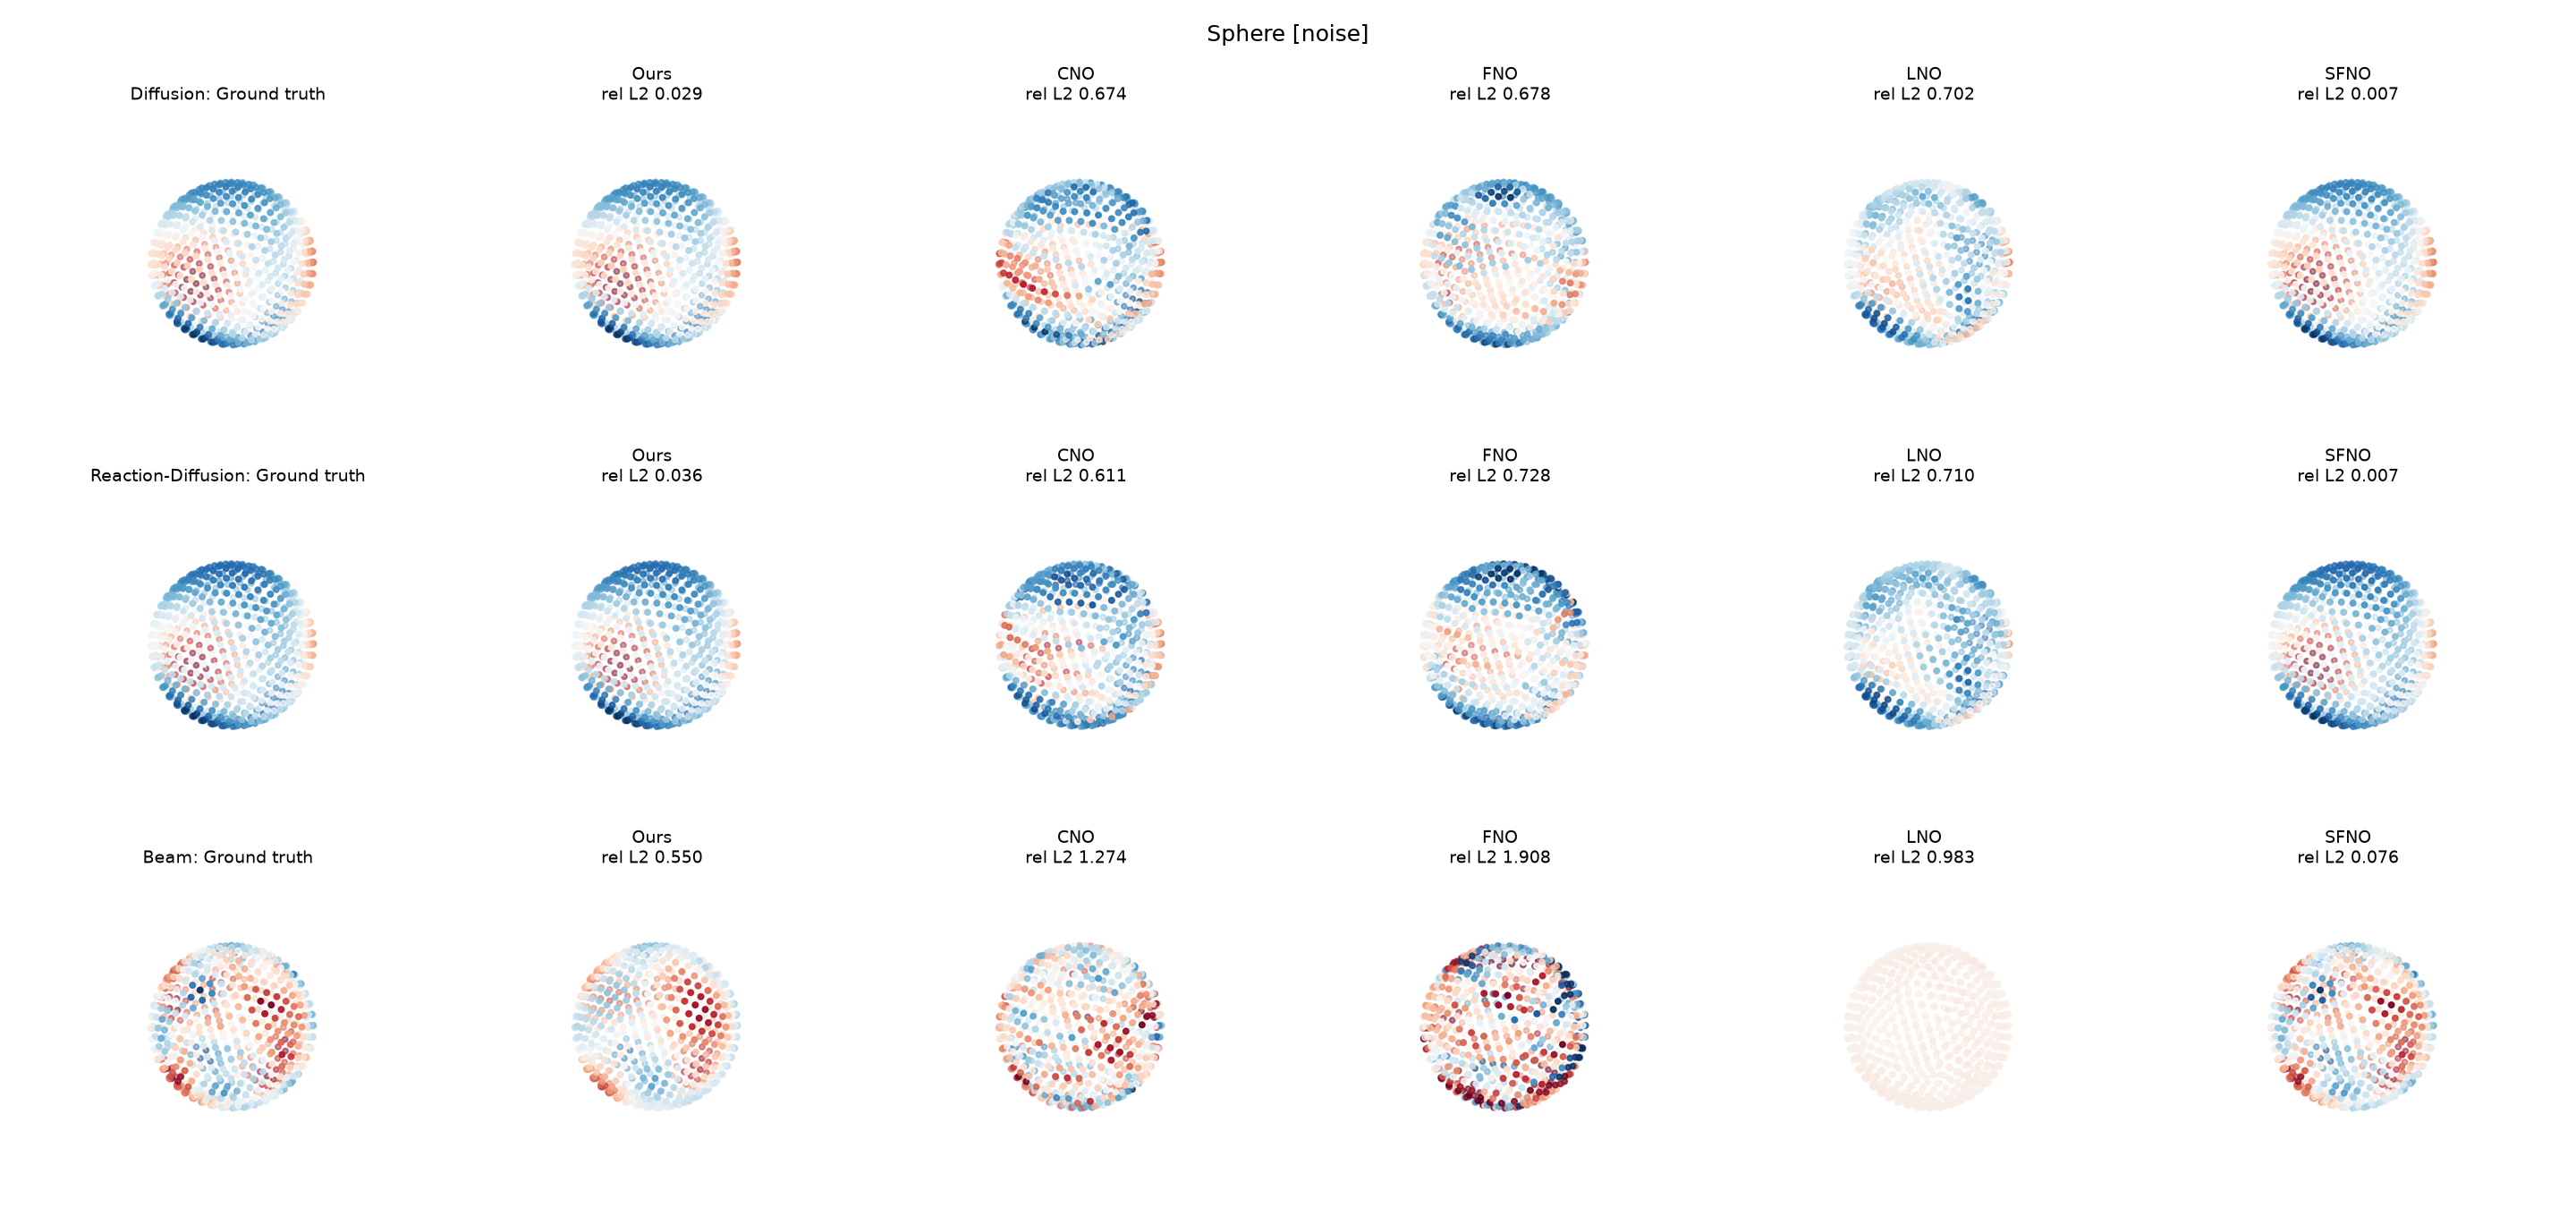 Sphere [noise]
Diffusion: Ground truth
Ours
rel L2 0.029
CNO
rel L2 0.674
FNO
rel L2 0.678
LNO
rel L2 0.702
SFNO
rel L2 0.007
Reaction-Diffusion: Ground truth
Ours
rel L2 0.036
CNO
rel L2 0.611
FNO
rel L2 0.728
LNO
rel L2 0.710
SFNO
rel L2 0.007
Beam: Ground truth
Ours
rel L2 0.550
CNO
rel L2 1.274
FNO
rel L2 1.908
LNO
rel L2 0.983
SFNO
rel L2 0.076